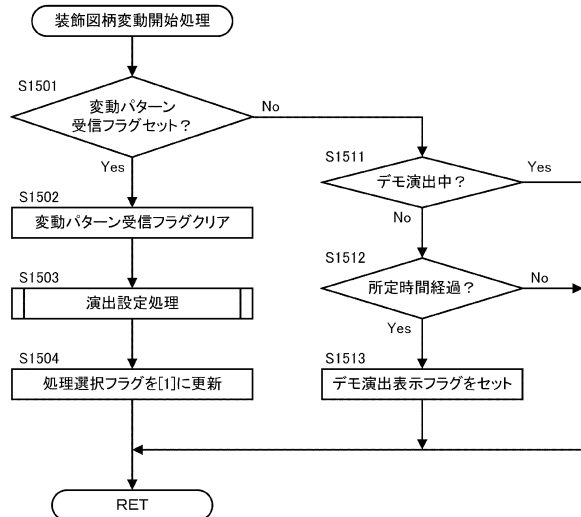 装飾図柄変動開始処理
S1501
変動パターン
受信フラグセット？
No
Yes
S1502
変動パターン受信フラグクリア
S1503
演出設定処理
S1504
処理選択フラグを[1]に更新
S1511
デモ演出中？
Yes
No
S1512
所定時間経過？
No
Yes
S1513
デモ演出表示フラグをセット
RET